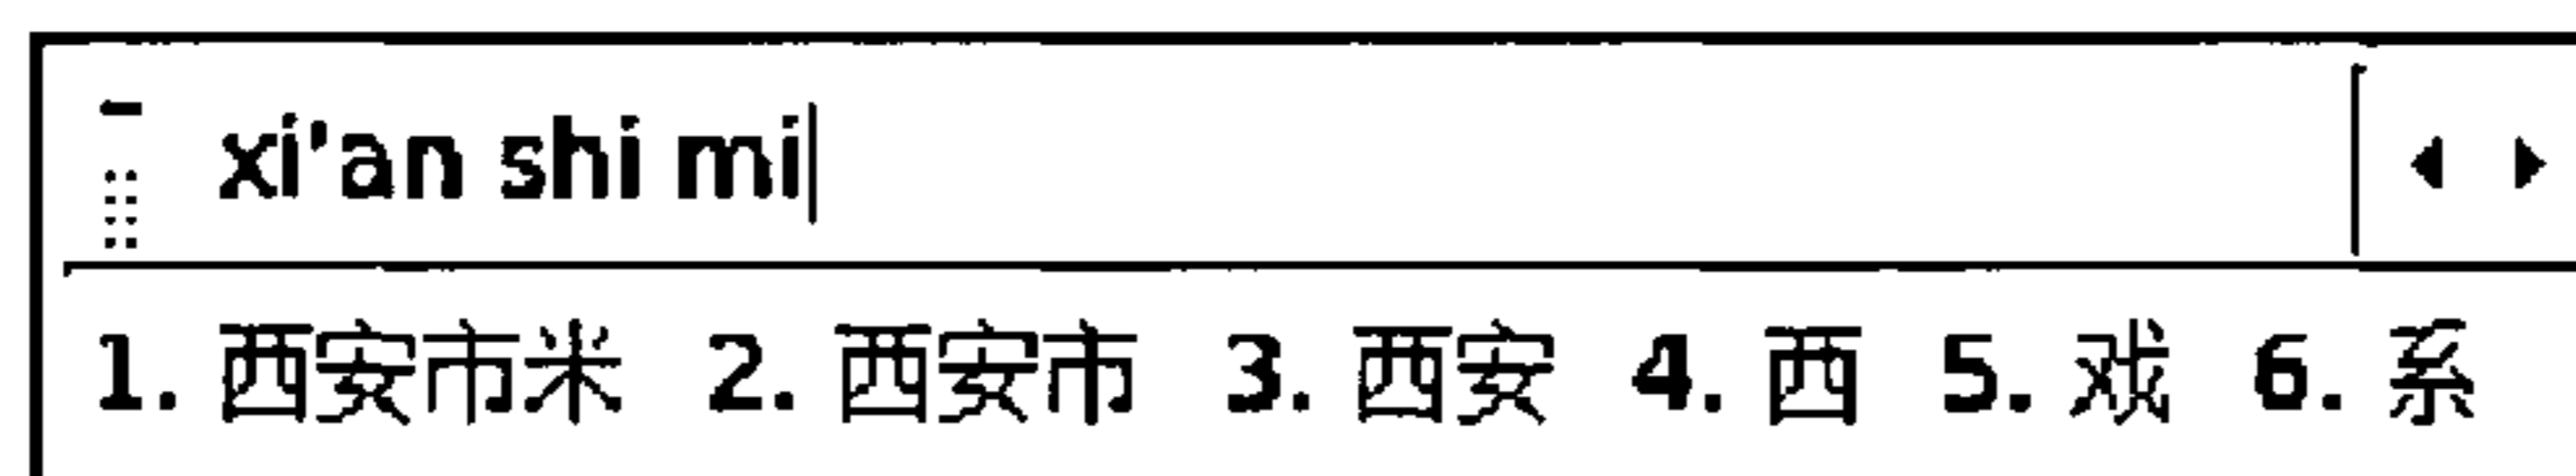 xi'an shi mi
1. 西安市米 2. 西安市 3. 西安 4. 西 5. 戏 6. 系